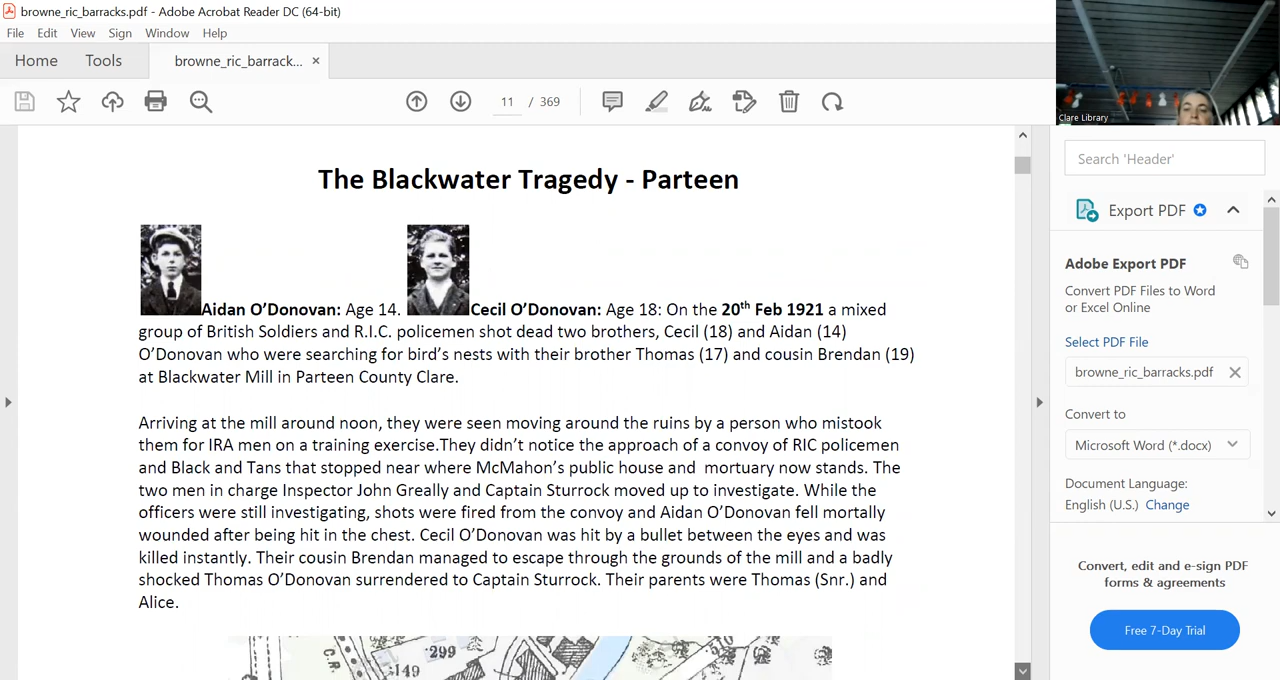 browne_ric_barracks.pdf - Adobe Acrobat Reader DC (64-bit)
File Edit View Sign Window Help
Home Tools browne_ric_barrack... ×
11 / 369
Clare Library
The Blackwater Tragedy - Parteen
Aidan O’Donovan: Age 14. Cecil O’Donovan: Age 18: On the 20th Feb 1921 a mixed
group of British Soldiers and R.I.C. policemen shot dead two brothers, Cecil (18) and Aidan (14)
O’Donovan who were searching for bird’s nests with their brother Thomas (17) and cousin Brendan (19)
at Blackwater Mill in Parteen County Clare.
Arriving at the mill around noon, they were seen moving around the ruins by a person who mistook
them for IRA men on a training exercise.They didn’t notice the approach of a convoy of RIC policemen
and Black and Tans that stopped near where McMahon’s public house and mortuary now stands. The
two men in charge Inspector John Greally and Captain Sturrock moved up to investigate. While the
officers were still investigating, shots were fired from the convoy and Aidan O’Donovan fell mortally
wounded after being hit in the chest. Cecil O’Donovan was hit by a bullet between the eyes and was
killed instantly. Their cousin Brendan managed to escape through the grounds of the mill and a badly
shocked Thomas O’Donovan surrendered to Captain Sturrock. Their parents were Thomas (Snr.) and
Alice.
C.R.
299
149
Search 'Header'
Export PDF
Adobe Export PDF
Convert PDF Files to Word
or Excel Online
Select PDF File
browne_ric_barracks.pdf
Convert to
Microsoft Word (*.docx)
Document Language:
English (U.S.) Change
Convert, edit and e-sign PDF
forms & agreements
Free 7-Day Trial